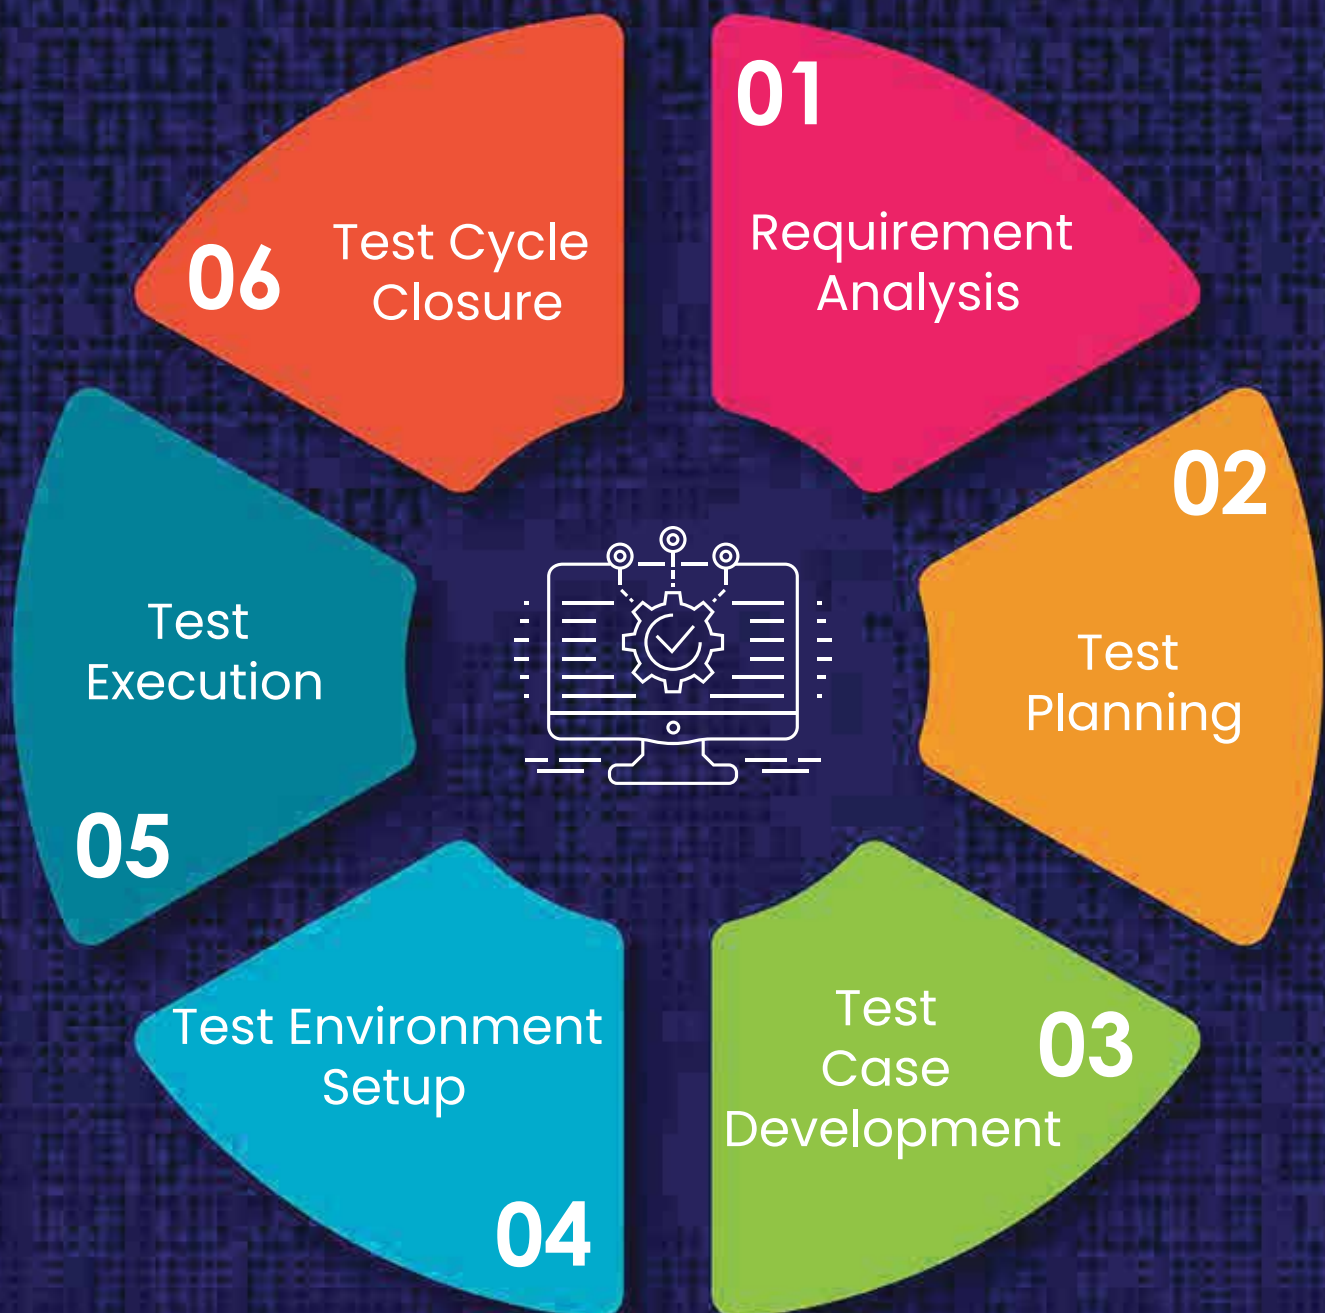 01
Requirement
Analysis
02
Test
Planning
03
Test
Case
Development
04
Test Environment
Setup
05
Test
Execution
06
Test Cycle
Closure